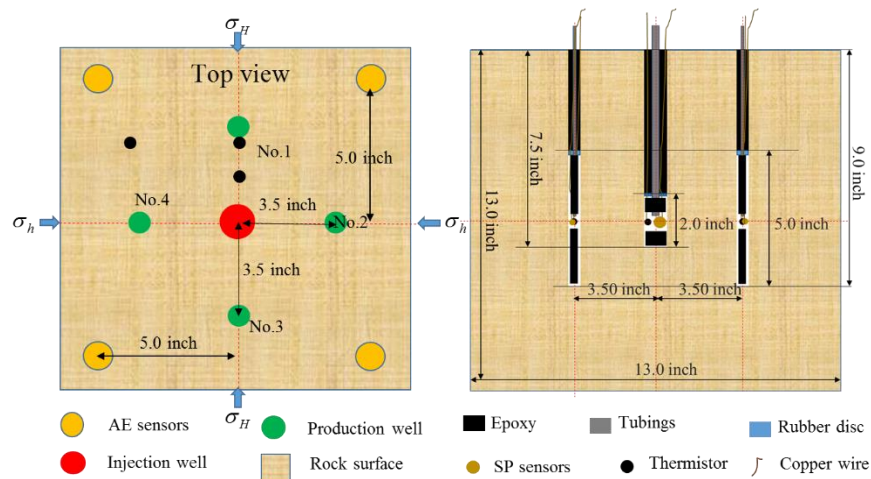 σH
Top view
No.1
5.0 inch
No.4
3.5 inch
No.2
σh
σh
3.5 inch
No.3
5.0 inch
σH
7.5 inch
13.0 inch
9.0 inch
2.0 inch
5.0 inch
3.50 inch
3.50 inch
13.0 inch
AE sensors
Production well
Injection well
Rock surface
Epoxy
Tubings
Rubber disc
SP sensors
Thermistor
Copper wire